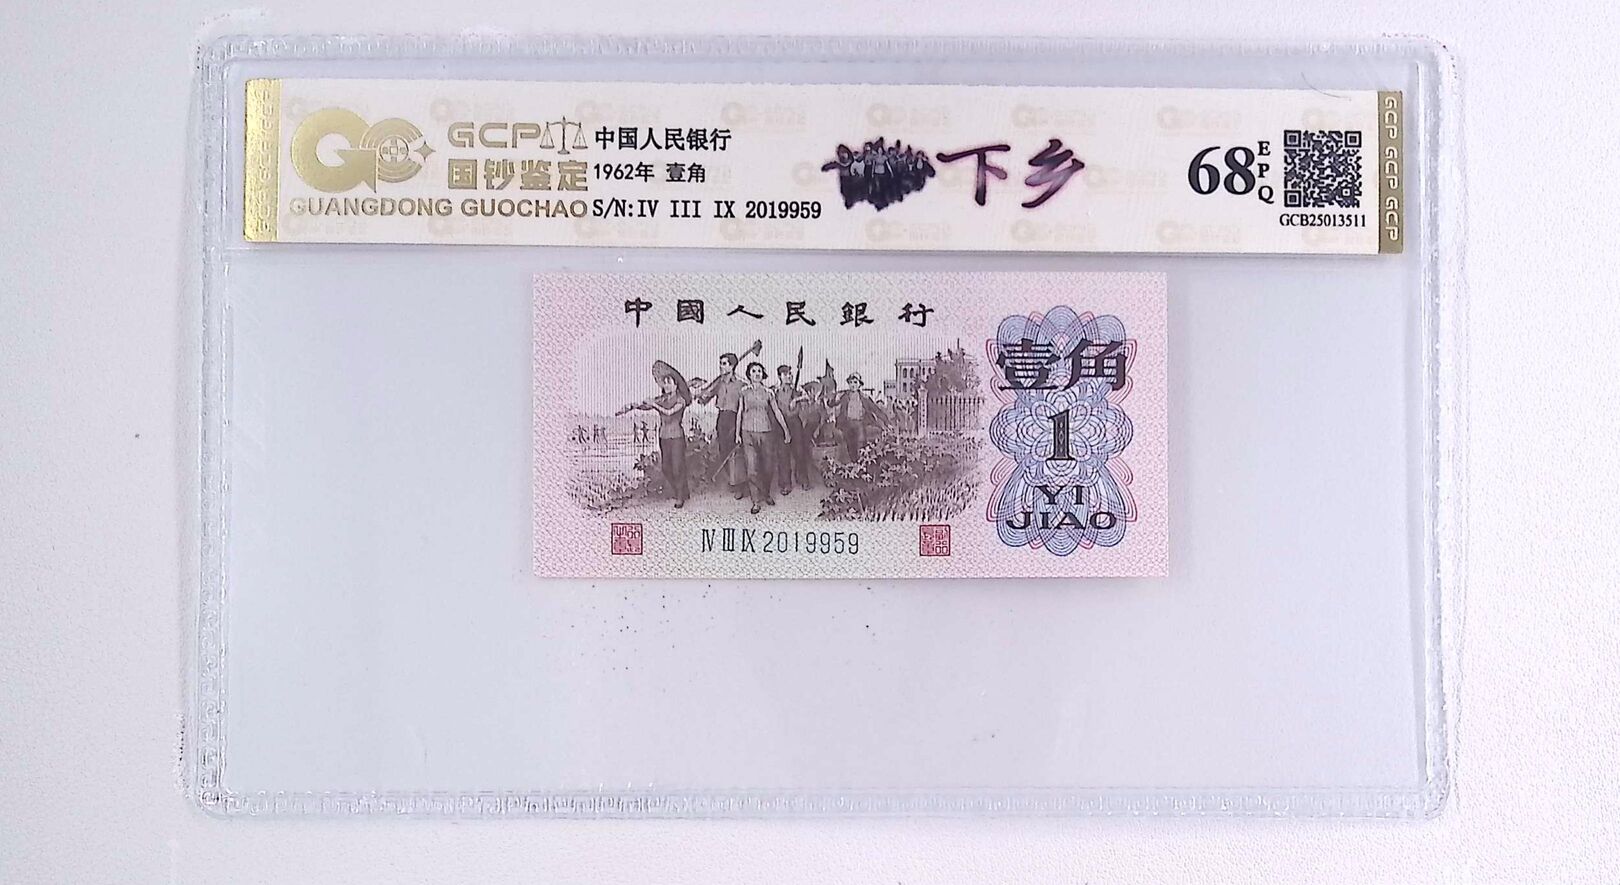 GCP
国钞鉴定
GUANGDONG GUOCHAO
中国人民银行
1962年 壹角
S/N:IV III IX 2019959
下乡
68
EPQ
GCB25013511
GCP GCP GCP GCP
中國人民銀行
壹角
1
YI
JIAO
IV III IX 2019959